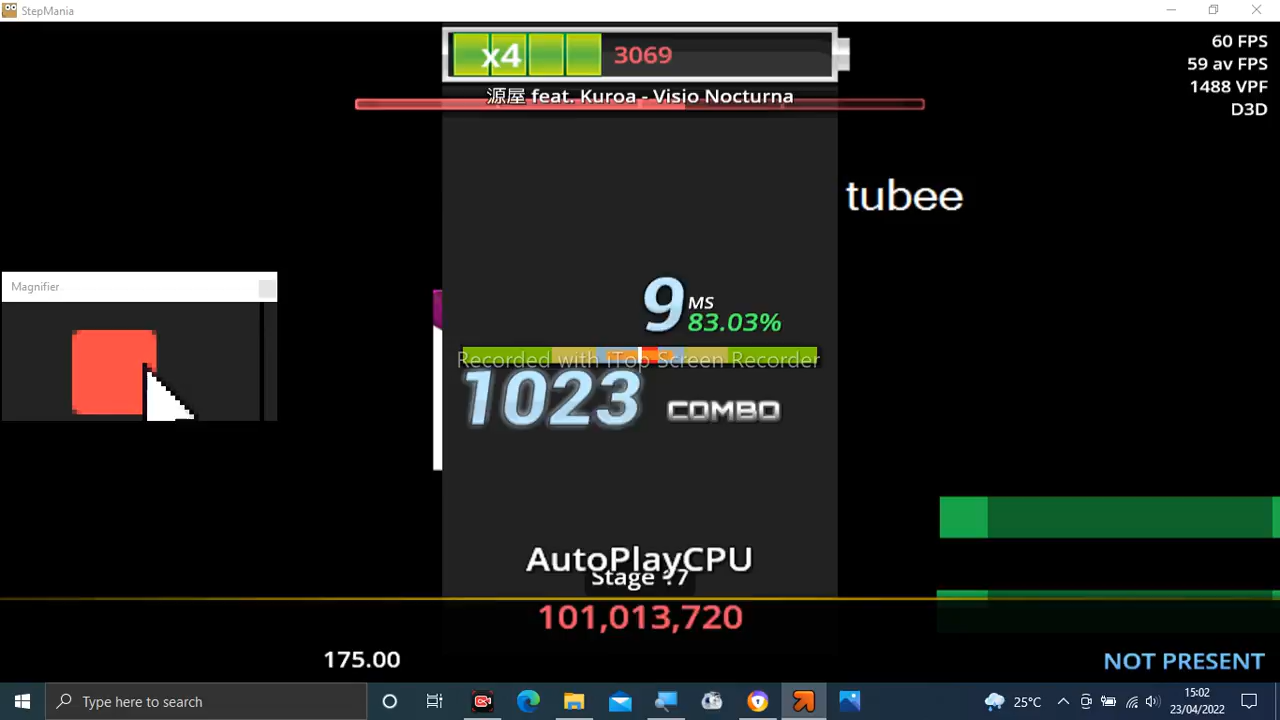 StepMania
x4 3069
源屋 feat. Kuroa - Visio Nocturna
60 FPS
59 av FPS
1488 VPF
D3D
tubee
Magnifier
9 MS
83.03%
Recorded with iTop Screen Recorder
1023 COMBO
AutoPlayCPU
101,013,720
175.00
NOT PRESENT
Type here to search
25°C
15:02
23/04/2022